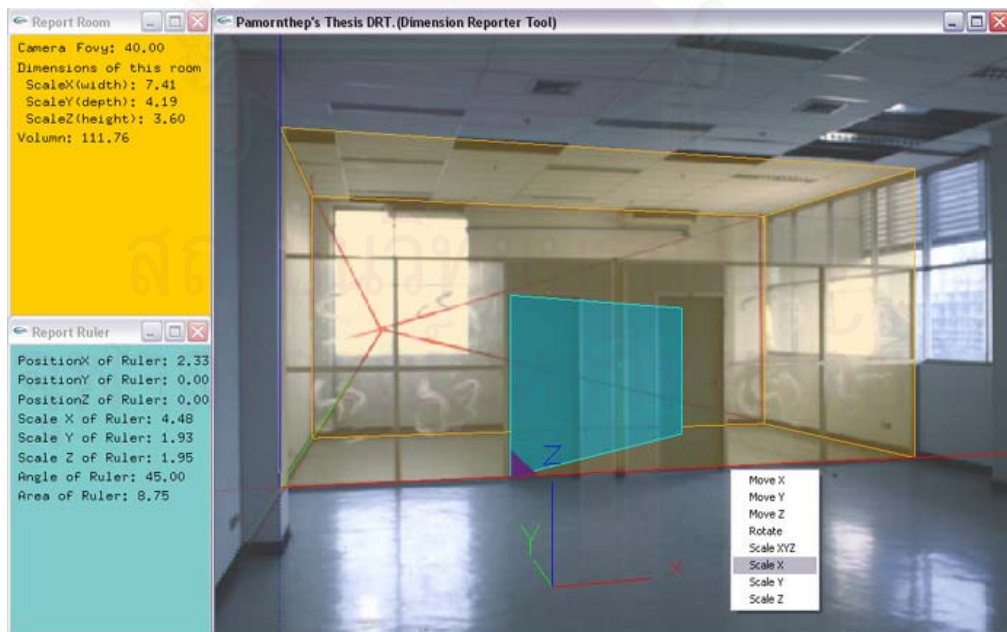 Report Room
Camera Fovy: 40.00
Dimensions of this room
ScaleX(width): 7.41
ScaleY(depth): 4.19
ScaleZ(height): 3.60
Volumn: 111.76
Report Ruler
PositionX of Ruler: 2.33
PositionY of Ruler: 0.00
PositionZ of Ruler: 0.00
Scale X of Ruler: 4.48
Scale Y of Ruler: 1.93
Scale Z of Ruler: 1.95
Angle of Ruler: 45.00
Area of Ruler: 8.75
Pamornthep's Thesis DRT.(Dimension Reporter Tool)
Z
Y
X
Move X
Move Y
Move Z
Rotate
Scale XYZ
Scale X
Scale Y
Scale Z